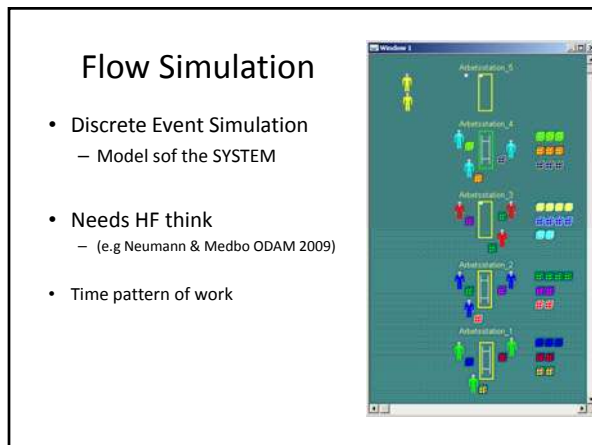 Flow Simulation
• Discrete Event Simulation
– Model sof the SYSTEM
• Needs HF think
– (e.g Neumann & Medbo ODAM 2009)
• Time pattern of work
Window 1
Arbetsstation_5
Arbetsstation_4
Arbetsstation_3
Arbetsstation_2
Arbetsstation_1